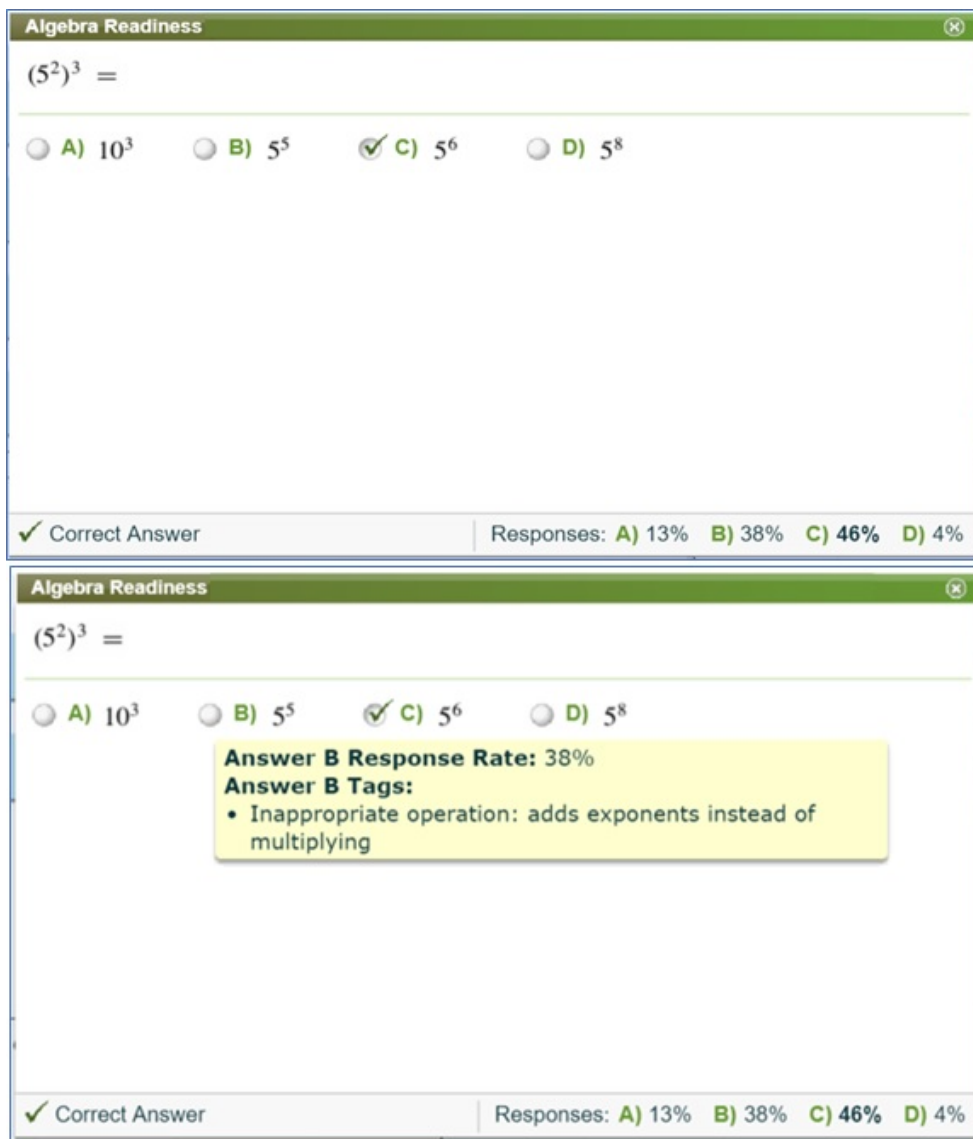 Algebra Readiness
(5²)³ =
A) 10³ B) 5⁵ C) 5⁶ D) 5⁸
Correct Answer Responses: A) 13% B) 38% C) 46% D) 4%
Algebra Readiness
(5²)³ =
A) 10³ B) 5⁵ C) 5⁶ D) 5⁸
Answer B Response Rate: 38%
Answer B Tags:
• Inappropriate operation: adds exponents instead of
multiplying
Correct Answer Responses: A) 13% B) 38% C) 46% D) 4%